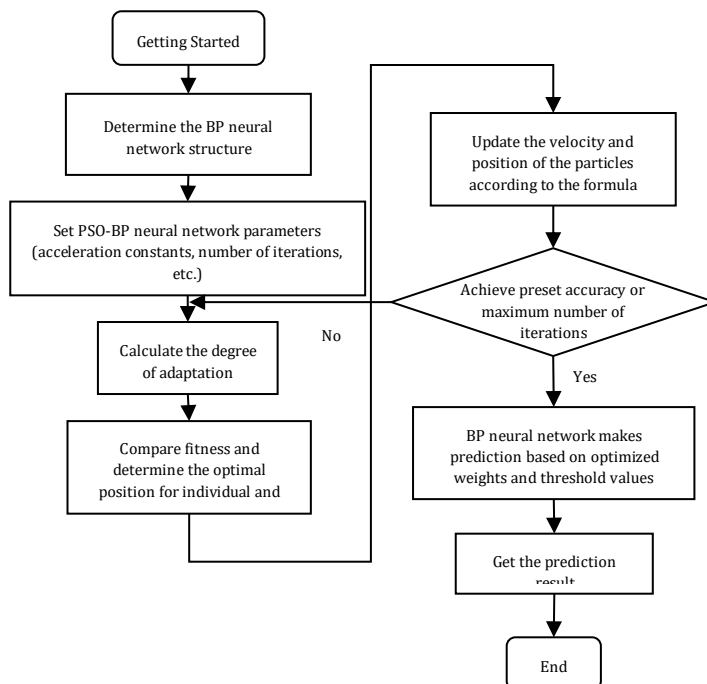 Getting Started
Determine the BP neural
network structure
Set PSO-BP neural network parameters
(acceleration constants, number of iterations,
etc.)
Calculate the degree
of adaptation
Compare fitness and
determine the optimal
position for individual and
Update the velocity and
position of the particles
according to the formula
Achieve preset accuracy or
maximum number of
iterations
No
Yes
BP neural network makes
prediction based on optimized
weights and threshold values
Get the prediction
result
End